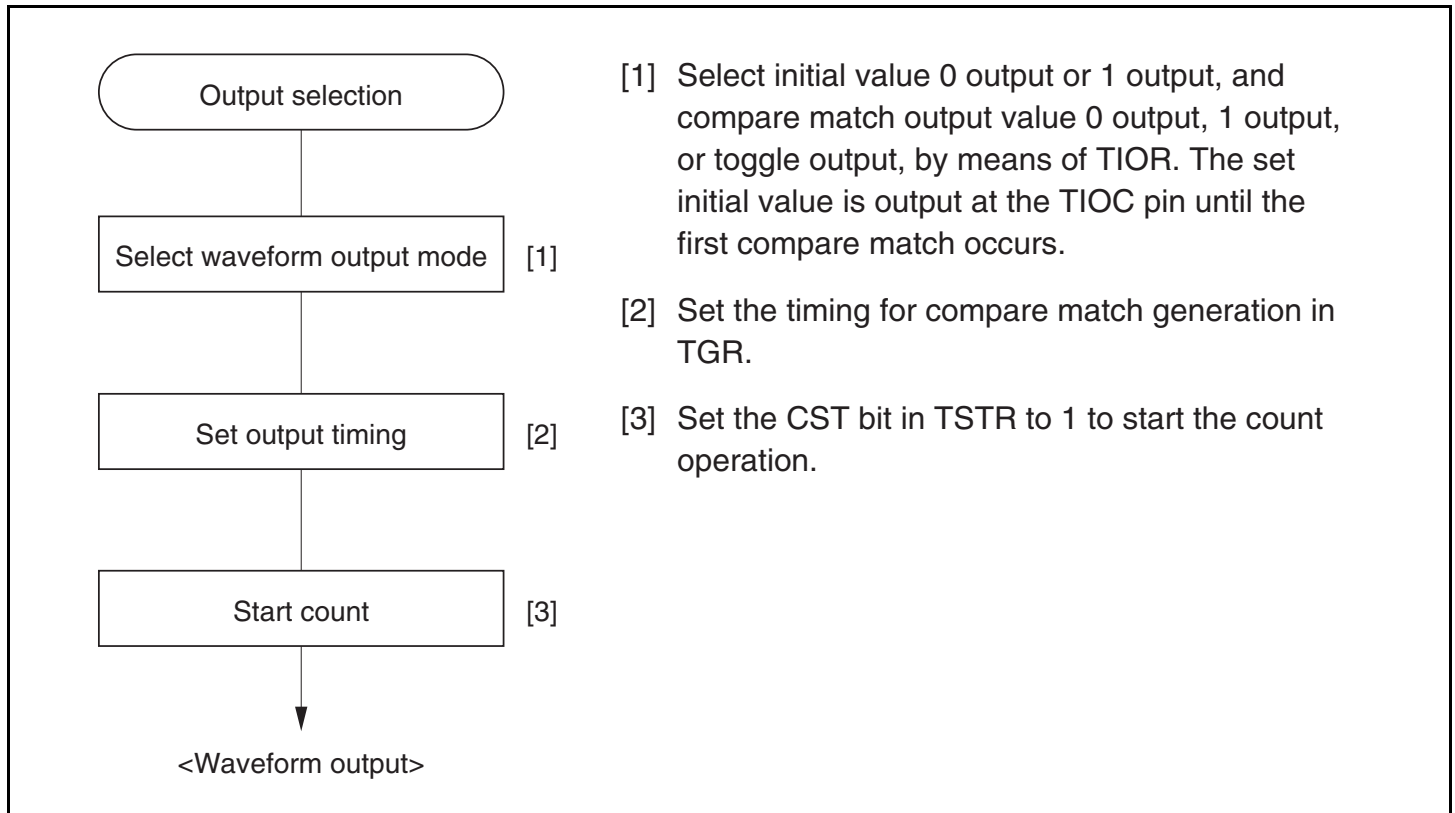 Output selection
Select waveform output mode [1]
Set output timing [2]
Start count [3]
<Waveform output>
[1] Select initial value 0 output or 1 output, and
compare match output value 0 output, 1 output,
or toggle output, by means of TIOR. The set
initial value is output at the TIOC pin until the
first compare match occurs.
[2] Set the timing for compare match generation in
TGR.
[3] Set the CST bit in TSTR to 1 to start the count
operation.